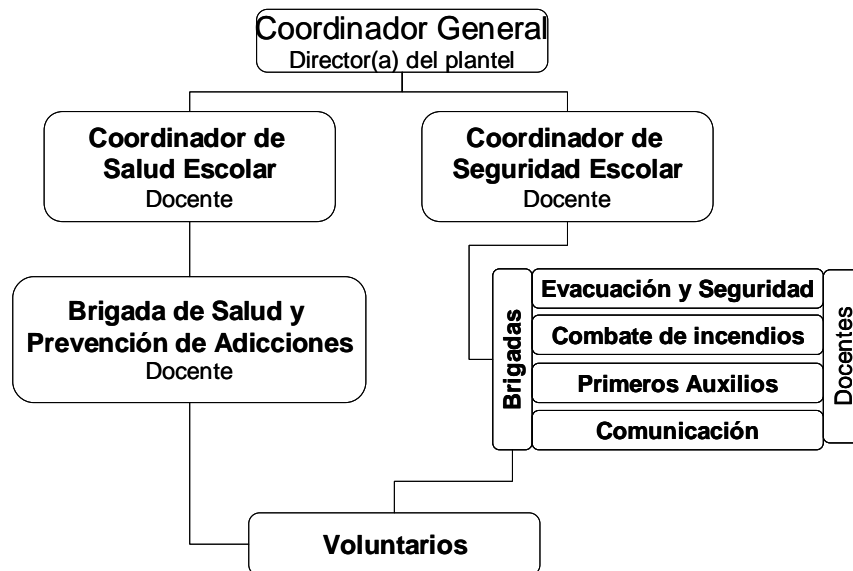 Coordinador General
Director(a) del plantel
Coordinador de
Salud Escolar
Docente
Coordinador de
Seguridad Escolar
Docente
Brigada de Salud y
Prevención de Adicciones
Docente
Brigadas
Evacuación y Seguridad
Combate de incendios
Primeros Auxilios
Comunicación
Docentes
Voluntarios